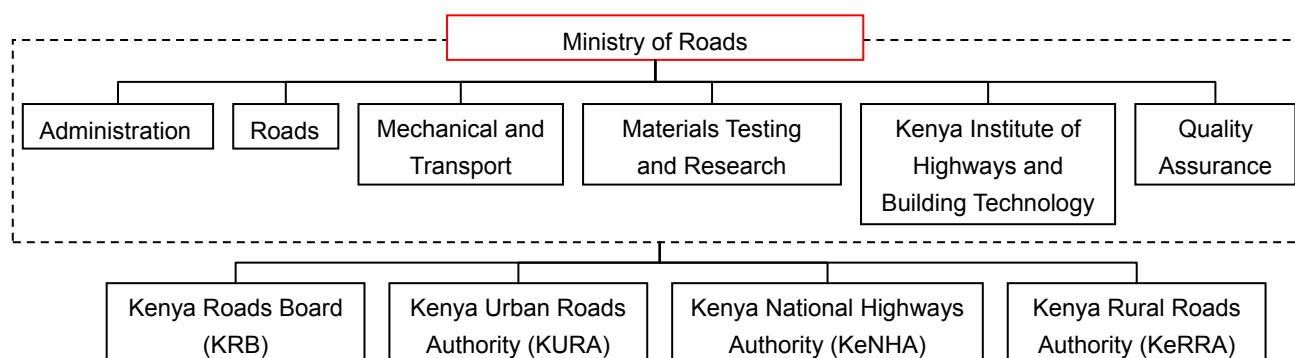 Ministry of Roads
Administration
Roads
Mechanical and
Transport
Materials Testing
and Research
Kenya Institute of
Highways and
Building Technology
Quality
Assurance
Kenya Roads Board
(KRB)
Kenya Urban Roads
Authority (KURA)
Kenya National Highways
Authority (KeNHA)
Kenya Rural Roads
Authority (KeRRA)